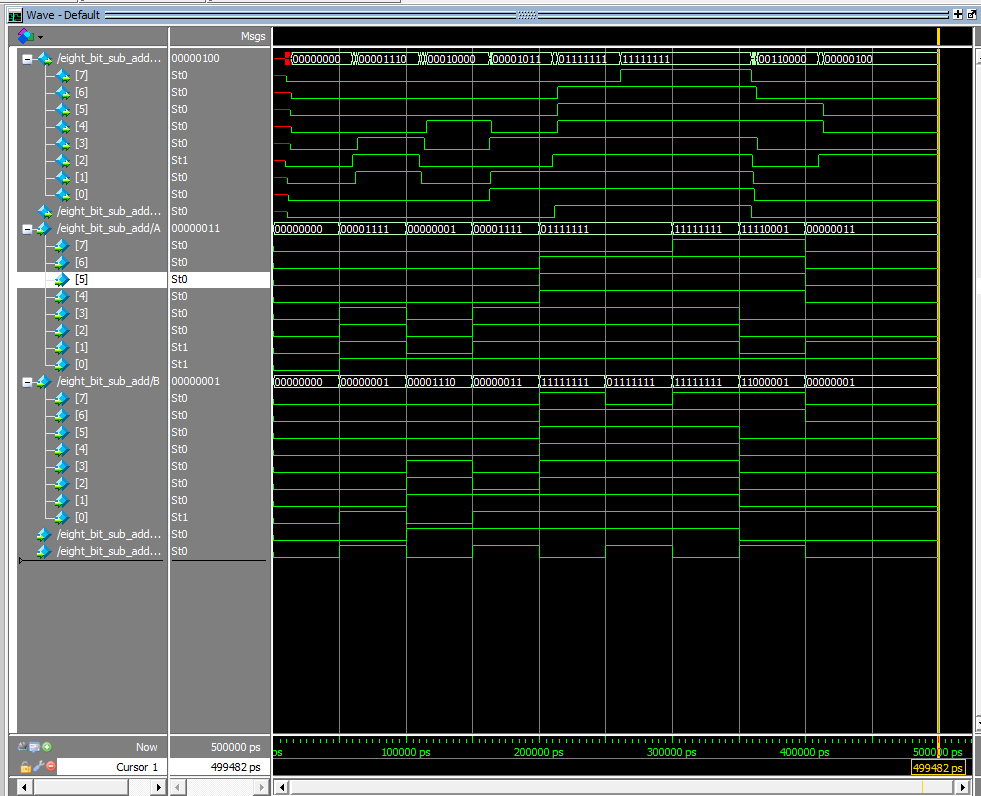 Wave - Default
Msgs
/eight_bit_sub_add... 00000100 00000000 00001110 00010000 00001011 01111111 11111111 00110000 00000100
[7] St0
[6] St0
[5] St0
[4] St0
[3] St0
[2] St1
[1] St0
[0] St0
/eight_bit_sub_add... St0
/eight_bit_sub_add/A 00000011 00000000 00001111 00000001 00001111 01111111 11111111 11110001 00000011
[7] St0
[6] St0
[5] St0
[4] St0
[3] St0
[2] St0
[1] St1
[0] St1
/eight_bit_sub_add/B 00000001 00000000 00000001 00001110 00000011 11111111 01111111 11111111 11000001 00000001
[7] St0
[6] St0
[5] St0
[4] St0
[3] St0
[2] St0
[1] St0
[0] St1
/eight_bit_sub_add... St0
/eight_bit_sub_add... St0
Now 500000 ps ps 100000 ps 200000 ps 300000 ps 400000 ps 500000 ps
Cursor 1 499482 ps 499482 ps